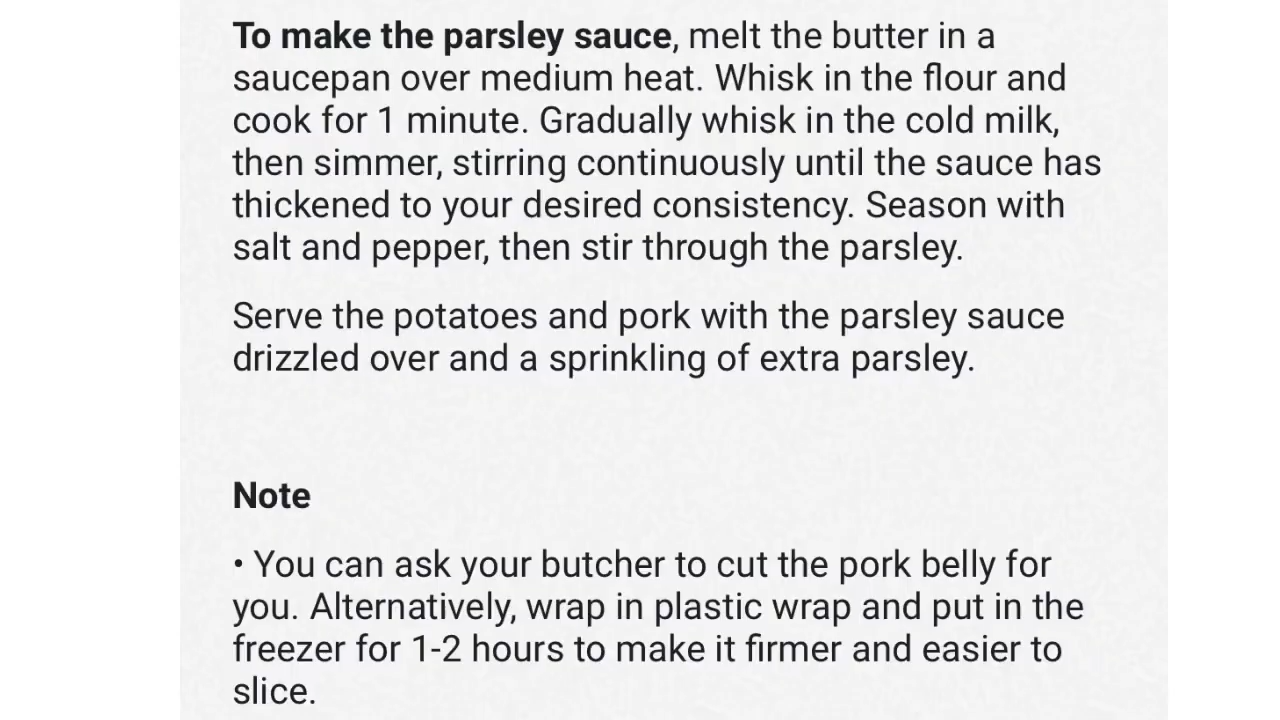 To make the parsley sauce, melt the butter in a
saucepan over medium heat. Whisk in the flour and
cook for 1 minute. Gradually whisk in the cold milk,
then simmer, stirring continuously until the sauce has
thickened to your desired consistency. Season with
salt and pepper, then stir through the parsley.
Serve the potatoes and pork with the parsley sauce
drizzled over and a sprinkling of extra parsley.
Note
• You can ask your butcher to cut the pork belly for
you. Alternatively, wrap in plastic wrap and put in the
freezer for 1-2 hours to make it firmer and easier to
slice.